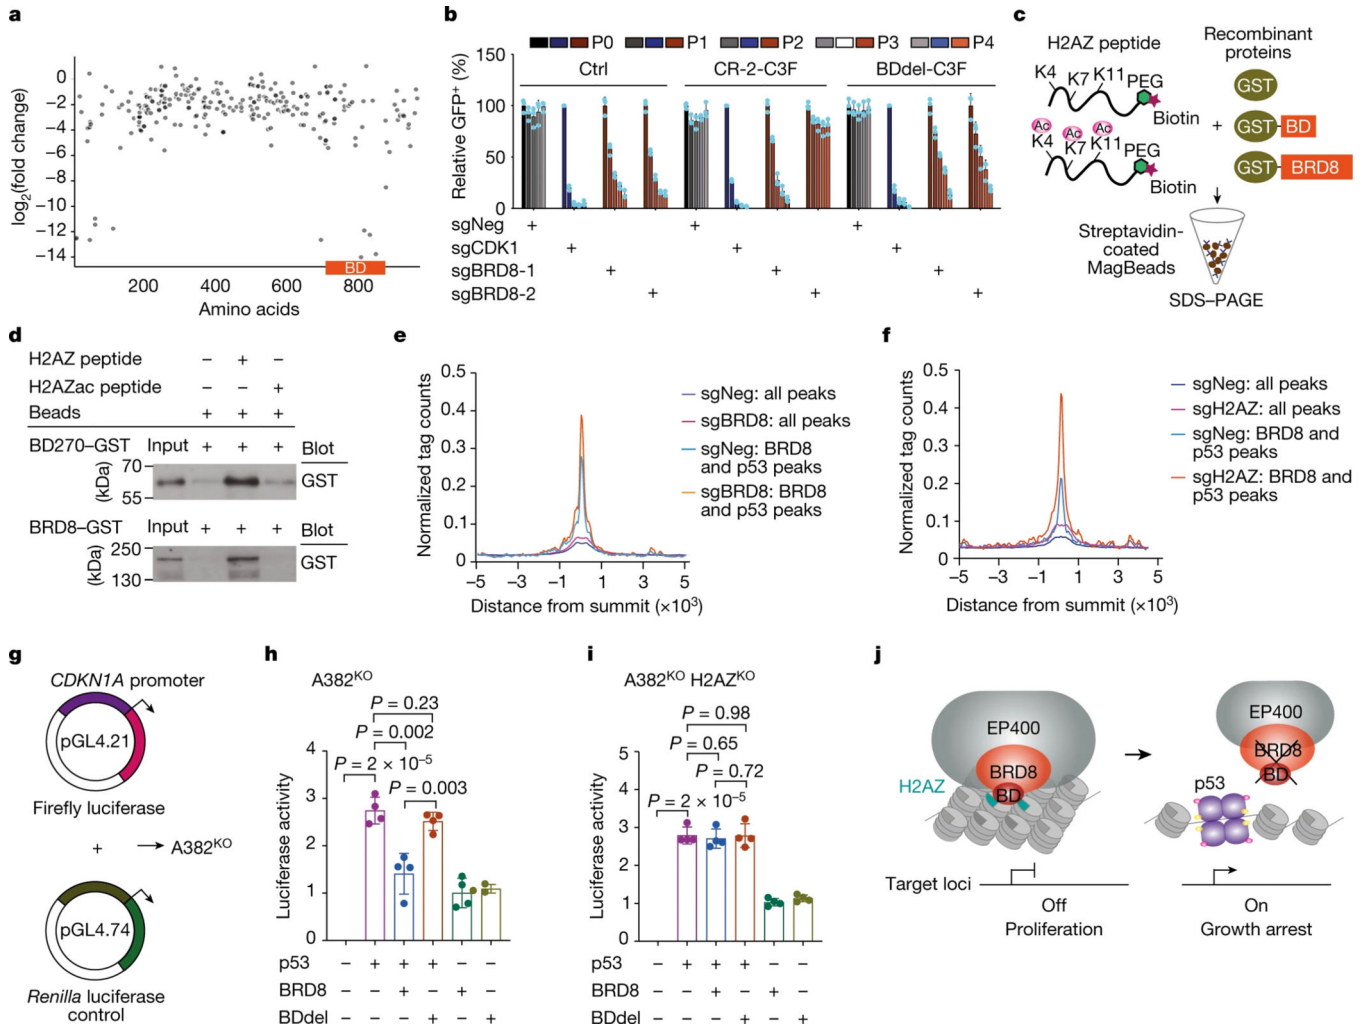 a
log2(fold change)
0
−2
−4
−6
−8
−10
−12
−14
BD
200
400
600
800
Amino acids
b
P0
P1
P2
P3
P4
Ctrl
CR-2-C3F
BDdel-C3F
Relative GFP+ (%)
150
100
50
0
sgNeg
+
+
+
sgCDK1
+
+
+
sgBRD8-1
+
+
+
sgBRD8-2
+
+
+
c
H2AZ peptide
Recombinant
proteins
K4
K7
K11
PEG
Biotin
GST
+
GST
BD
Ac
Ac
Ac
K4
K7
K11
PEG
Biotin
GST
BRD8
Streptavidin-
coated
MagBeads
SDS–PAGE
d
H2AZ peptide − + −
H2AZac peptide − − +
Beads + + +
BD270–GST Input + + + Blot
(kDa)
70
55
GST
BRD8–GST Input + + + Blot
(kDa)
250
130
GST
e
Normalized tag counts
0.5
0.4
0.3
0.2
0.1
0
−5 −3 −1 1 3 5
Distance from summit (×10³)
sgNeg: all peaks
sgBRD8: all peaks
sgNeg: BRD8
and p53 peaks
sgBRD8: BRD8
and p53 peaks
f
Normalized tag counts
0.5
0.4
0.3
0.2
0.1
0
−5 −3 −1 1 3 5
Distance from summit (×10³)
sgNeg: all peaks
sgH2AZ: all peaks
sgNeg: BRD8 and
p53 peaks
sgH2AZ: BRD8 and
p53 peaks
g
CDKN1A promoter
pGL4.21
Firefly luciferase
+
A382KO
pGL4.74
Renilla luciferase
control
h
A382KO
P = 0.23
P = 0.002
P = 2 × 10−5
P = 0.003
Luciferase activity
4
3
2
1
0
p53 − + + + − −
BRD8 − − + − + −
BDdel − − − + − +
i
A382KO H2AZKO
P = 0.98
P = 0.65
P = 0.72
P = 2 × 10−5
Luciferase activity
5
4
3
2
1
0
p53 − + + + − −
BRD8 − − + − + −
BDdel − − − + − +
j
EP400
BRD8
BD
H2AZ
EP400
BRD8
BD
p53
Target loci
Off
Proliferation
On
Growth arrest